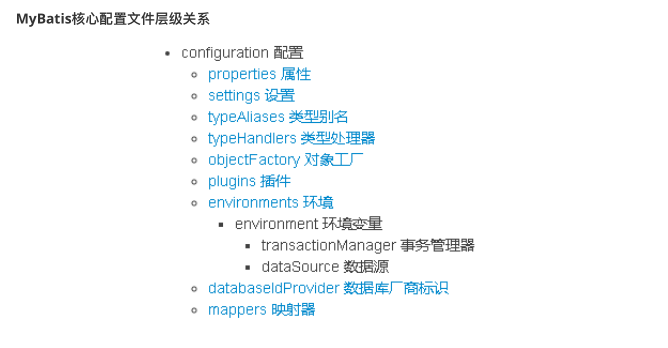 MyBatis核心配置文件层级关系
configuration 配置
properties 属性
settings 设置
typeAliases 类型别名
typeHandlers 类型处理器
objectFactory 对象工厂
plugins 插件
environments 环境
environment 环境变量
transactionManager 事务管理器
dataSource 数据源
databaseIdProvider 数据库厂商标识
mappers 映射器